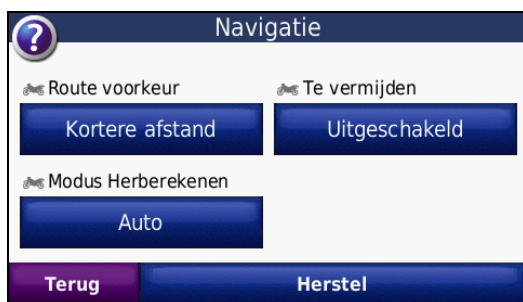 ?
Navigatie
Route voorkeur
Te vermijden
Kortere afstand
Uitgeschakeld
Modus Herberekenen
Auto
Terug
Herstel